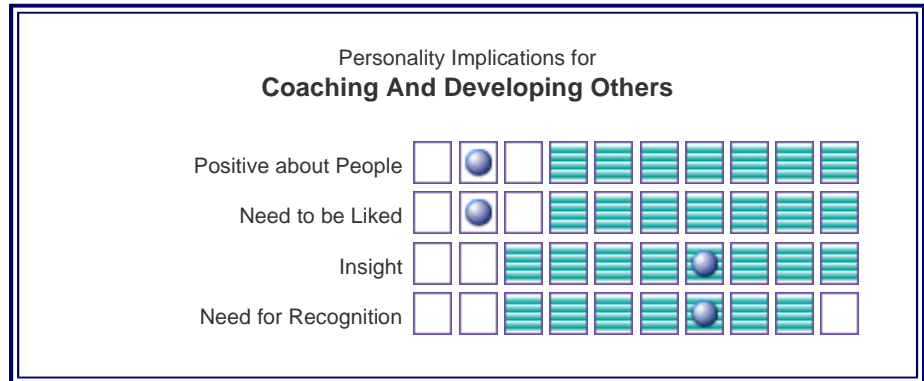 Personality Implications for
Coaching And Developing Others
Positive about People
Need to be Liked
Insight
Need for Recognition